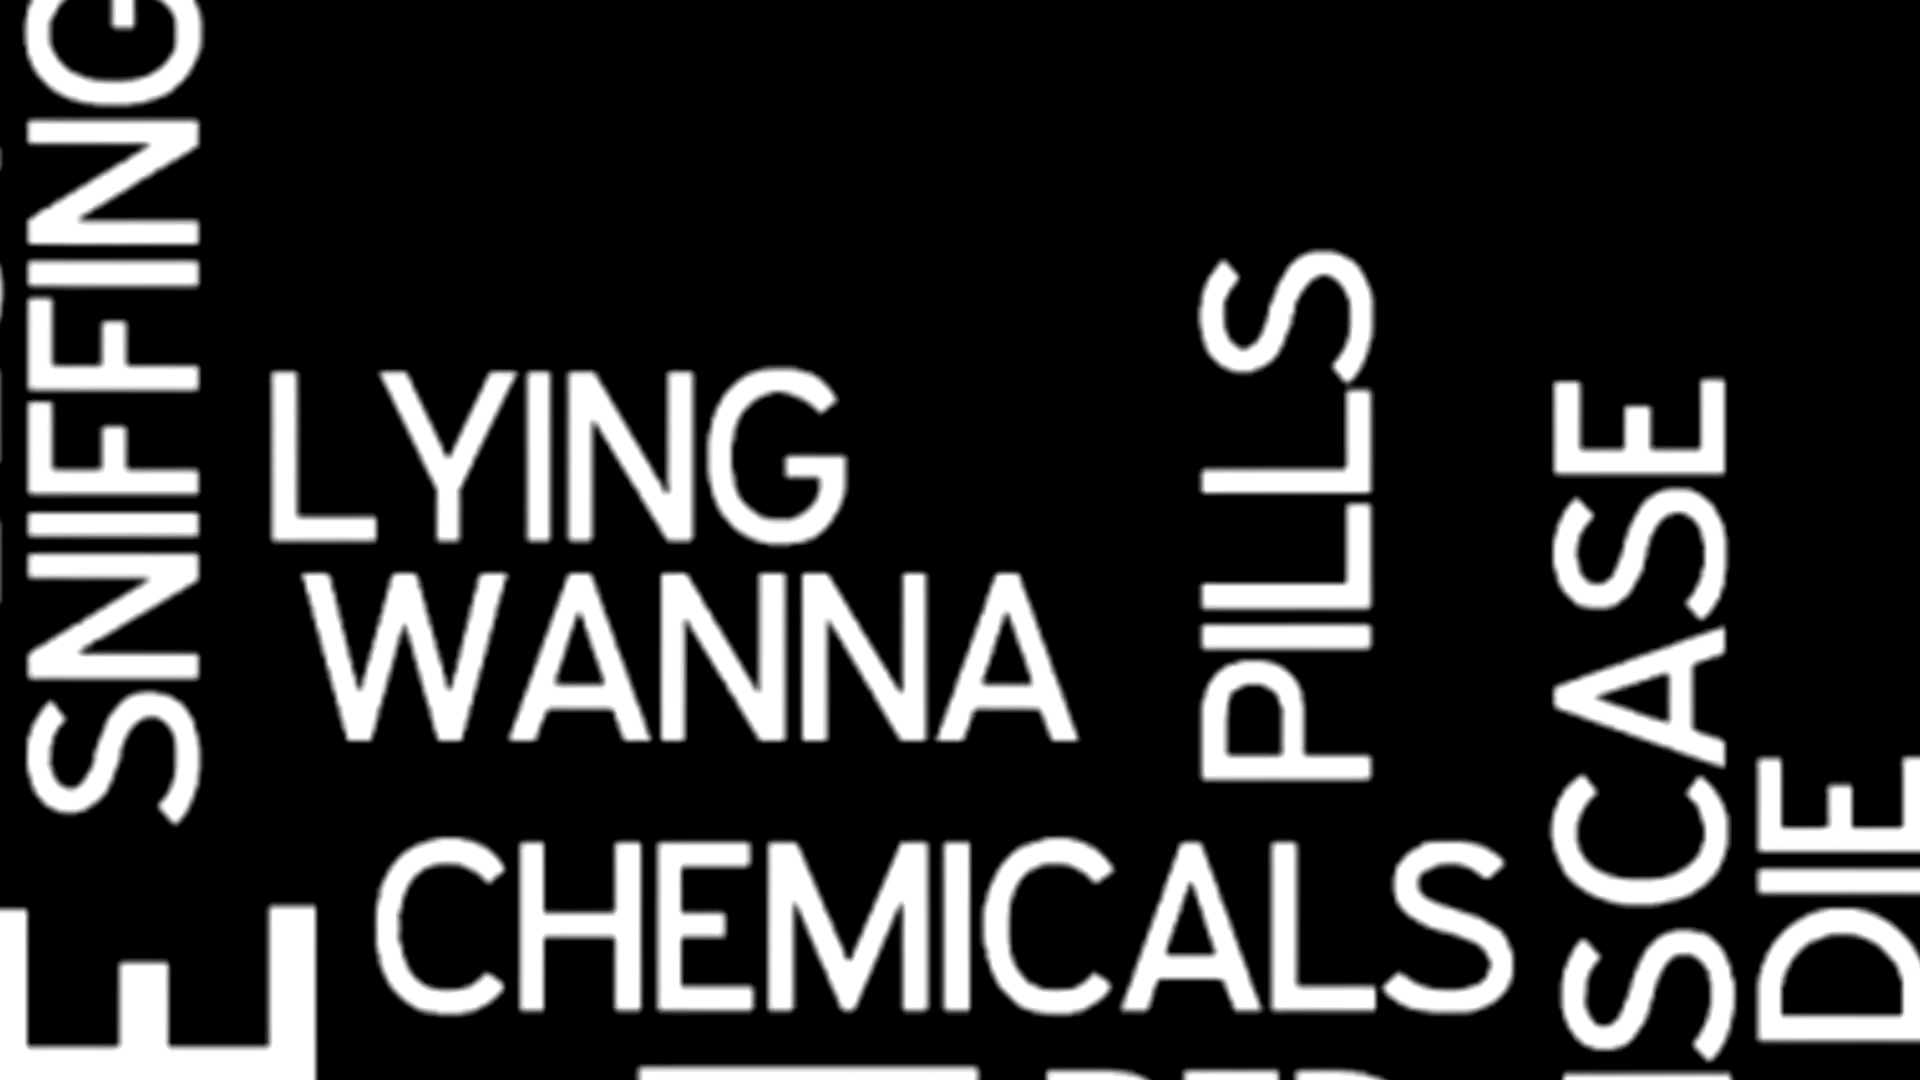 SNIFFING
LYING
WANNA
PILLS
CHEMICALS
CASE
S
DIE
E